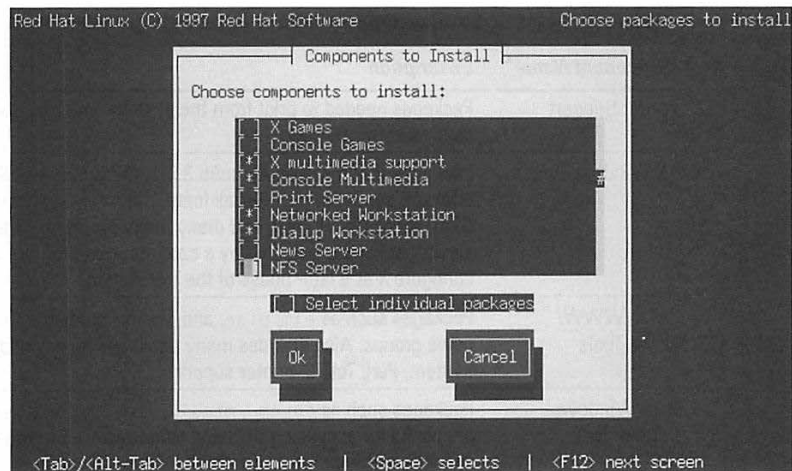 Red Hat Linux (C) 1997 Red Hat Software Choose packages to install
Components to Install
Choose components to install:
[ ] X Games
[ ] Console Games
[*] X multimedia support
[*] Console Multimedia
[ ] Print Server
[*] Networked Workstation
[*] Dialup Workstation
[ ] News Server
[ ] NFS Server
[ ] Select individual packages
Ok Cancel
<Tab>/<Alt-Tab> between elements | <Space> selects | <F12> next screen